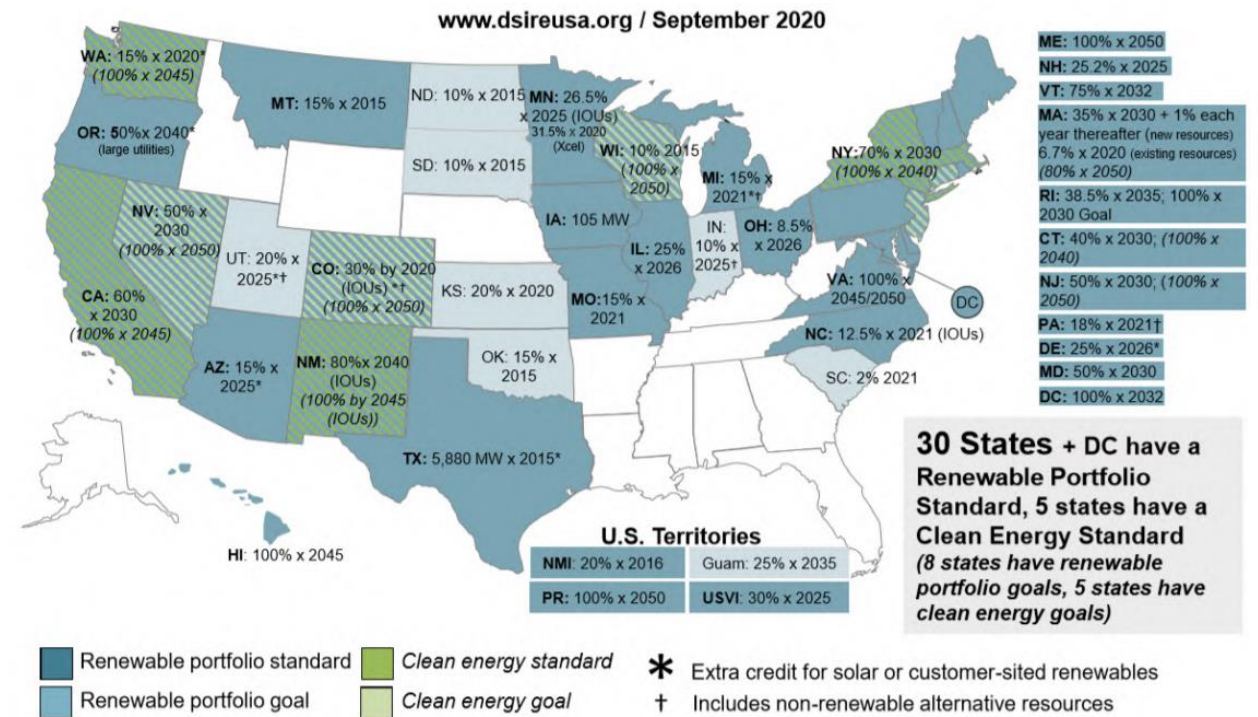 www.dsireusa.org / September 2020
WA: 15% x 2020*
(100% x 2045)
OR: 50%x 2040*
(large utilities)
MT: 15% x 2015
ND: 10% x 2015
SD: 10% x 2015
MN: 26.5%
x 2025 (IOUs)
31.5% x 2020
(Xcel)
WI: 10% 2015
(100% x
2050)
MI: 15% x
2021*†
NY:70% x 2030
(100% x 2040)
NV: 50% x
2030
(100% x 2050)
UT: 20% x
2025*†
CO: 30% by 2020
(IOUs) *†
(100% x 2050)
KS: 20% x 2020
IA: 105 MW
IL: 25%
x 2026
IN:
10% x
2025†
OH: 8.5%
x 2026
CA: 60%
x 2030
(100% x 2045)
MO:15% x
2021
VA: 100% x
2045/2050
DC
NC: 12.5% x 2021 (IOUs)
AZ: 15% x
2025*
NM: 80%x 2040
(IOUs)
(100% by 2045
(IOUs))
OK: 15% x
2015
SC: 2% 2021
TX: 5,880 MW x 2015*
HI: 100% x 2045
ME: 100% x 2050
NH: 25.2% x 2025
VT: 75% x 2032
MA: 35% x 2030 + 1% each
year thereafter (new resources)
6.7% x 2020 (existing resources)
(80% x 2050)
RI: 38.5% x 2035; 100% x
2030 Goal
CT: 40% x 2030; (100% x
2040)
NJ: 50% x 2030; (100% x
2050)
PA: 18% x 2021†
DE: 25% x 2026*
MD: 50% x 2030
DC: 100% x 2032
30 States + DC have a
Renewable Portfolio
Standard, 5 states have a
Clean Energy Standard
(8 states have renewable
portfolio goals, 5 states have
clean energy goals)
U.S. Territories
NMI: 20% x 2016
Guam: 25% x 2035
PR: 100% x 2050
USVI: 30% x 2025
Renewable portfolio standard
Clean energy standard
* Extra credit for solar or customer-sited renewables
Renewable portfolio goal
Clean energy goal
† Includes non-renewable alternative resources